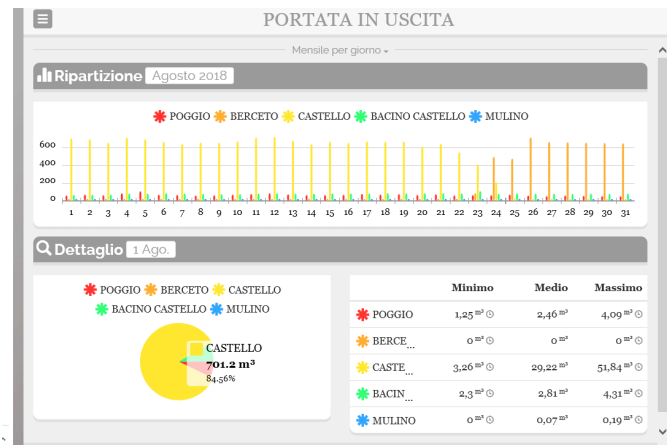 PORTATA IN USCITA
Mensile per giorno
Ripartizione Agosto 2018
POGGIO BERCETO CASTELLO BACINO CASTELLO MULINO
600
400
200
0
1 2 3 4 5 6 7 8 9 10 11 12 13 14 15 16 17 18 19 20 21 22 23 24 25 26 27 28 29 30 31
Dettaglio 1 Ago.
POGGIO BERCETO CASTELLO
BACINO CASTELLO MULINO
CASTELLO
701.2 m³
84,56%
Minimo Medio Massimo
POGGIO 1,25 m³ 2,46 m³ 4,09 m³
BERCE... 0 m³ 0 m³ 0 m³
CASTE... 3,26 m³ 29,22 m³ 51,84 m³
BACIN... 2,3 m³ 2,81 m³ 4,31 m³
MULINO 0 m³ 0,07 m³ 0,19 m³